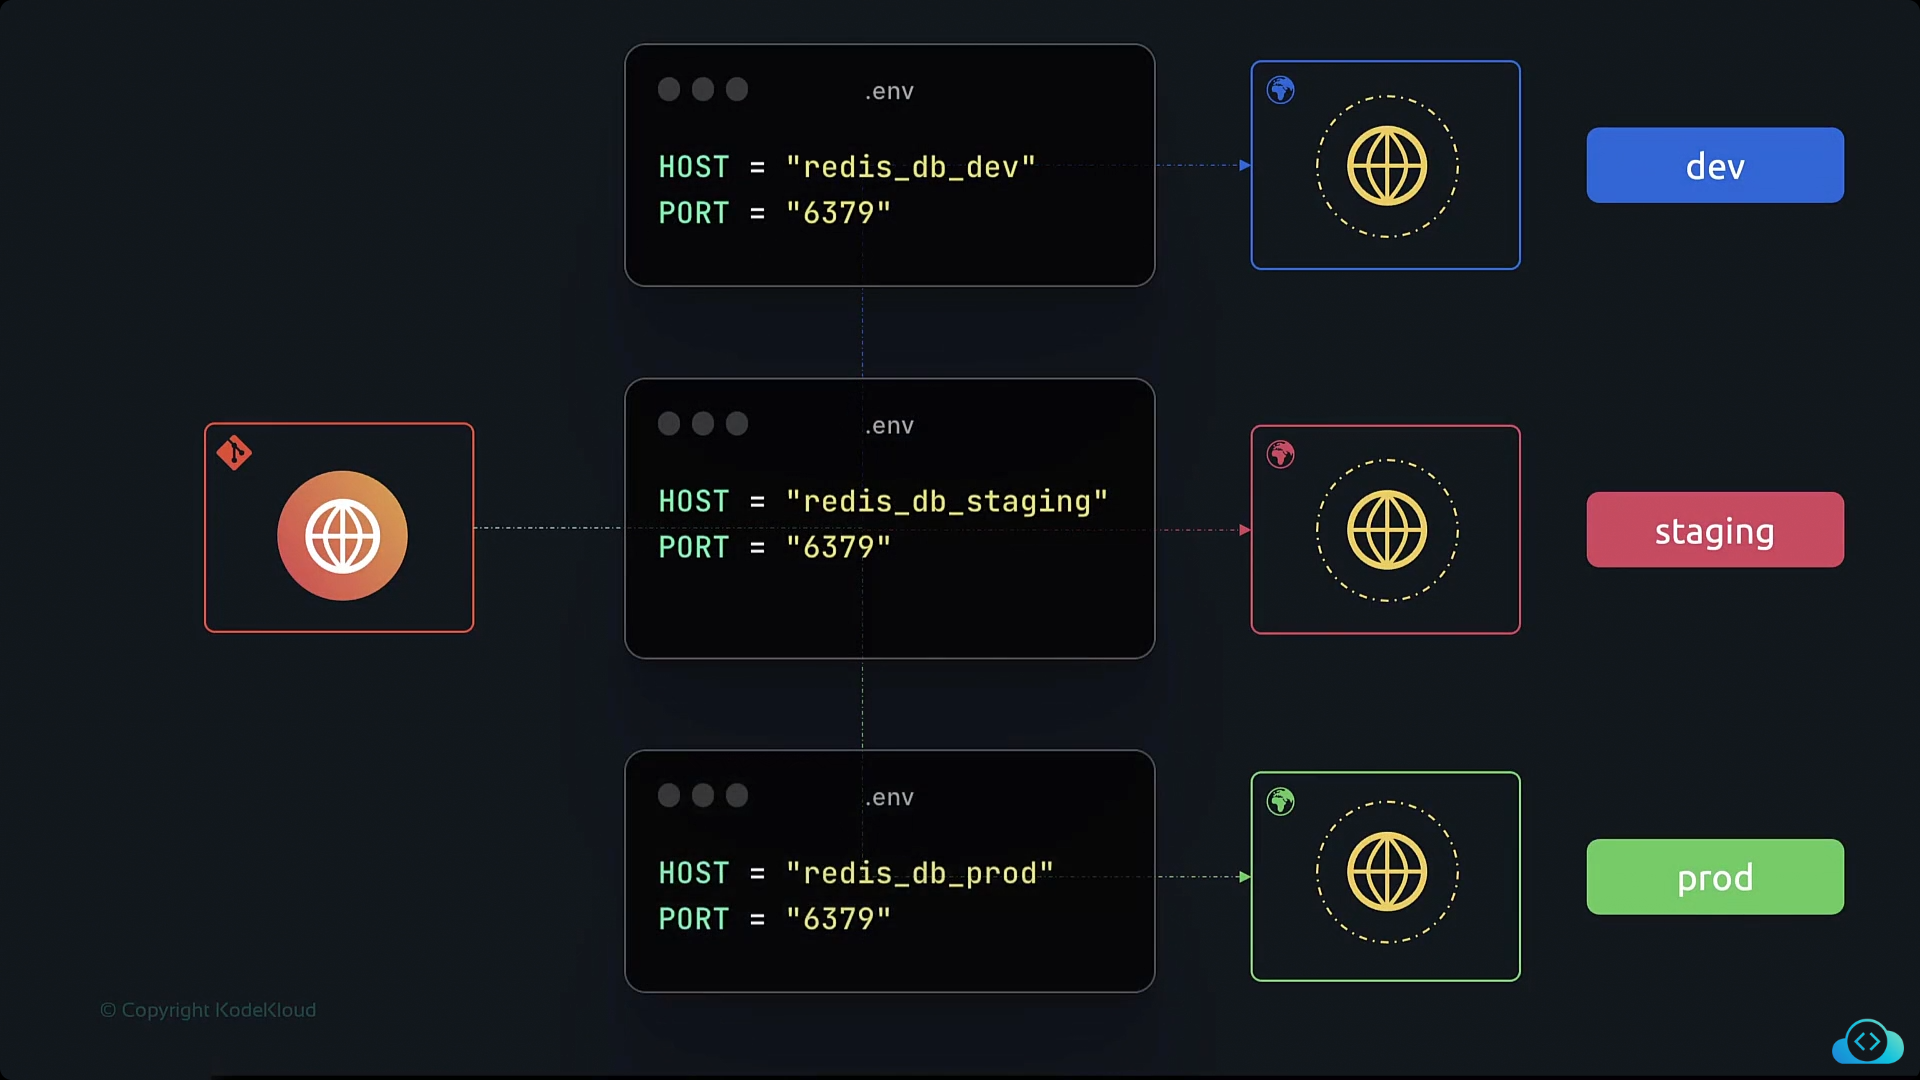 .env
HOST = "redis_db_dev"
PORT = "6379"
dev
.env
HOST = "redis_db_staging"
PORT = "6379"
staging
.env
HOST = "redis_db_prod"
PORT = "6379"
prod
© Copyright KodeKloud